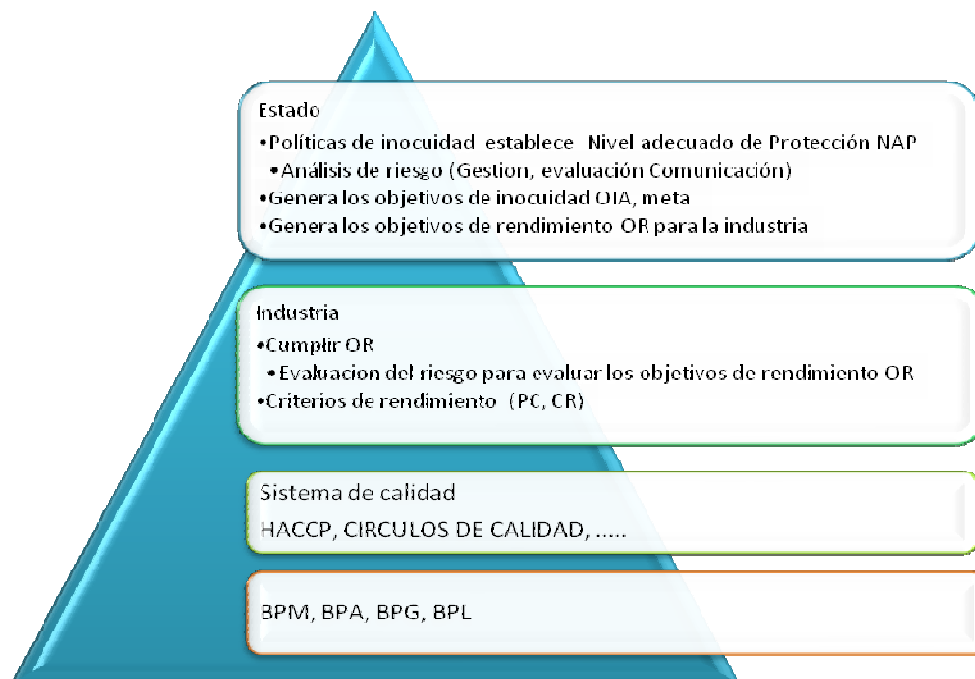 Estado
•Políticas de inocuidad establece Nivel adecuado de Protección NAP
•Análisis de riesgo (Gestion, evaluación Comunicación)
•Genera los objetivos de inocuidad OIA, meta
•Genera los objetivos de rendimiento OR para la industria
Industria
•Cumplir OR
•Evaluacion del riesgo para evaluar los objetivos de rendimiento OR
•Criterios de rendimiento (PC, CR)
Sistema de calidad
HACCP, CIRCULOS DE CALIDAD, .....
BPM, BPA, BPG, BPL